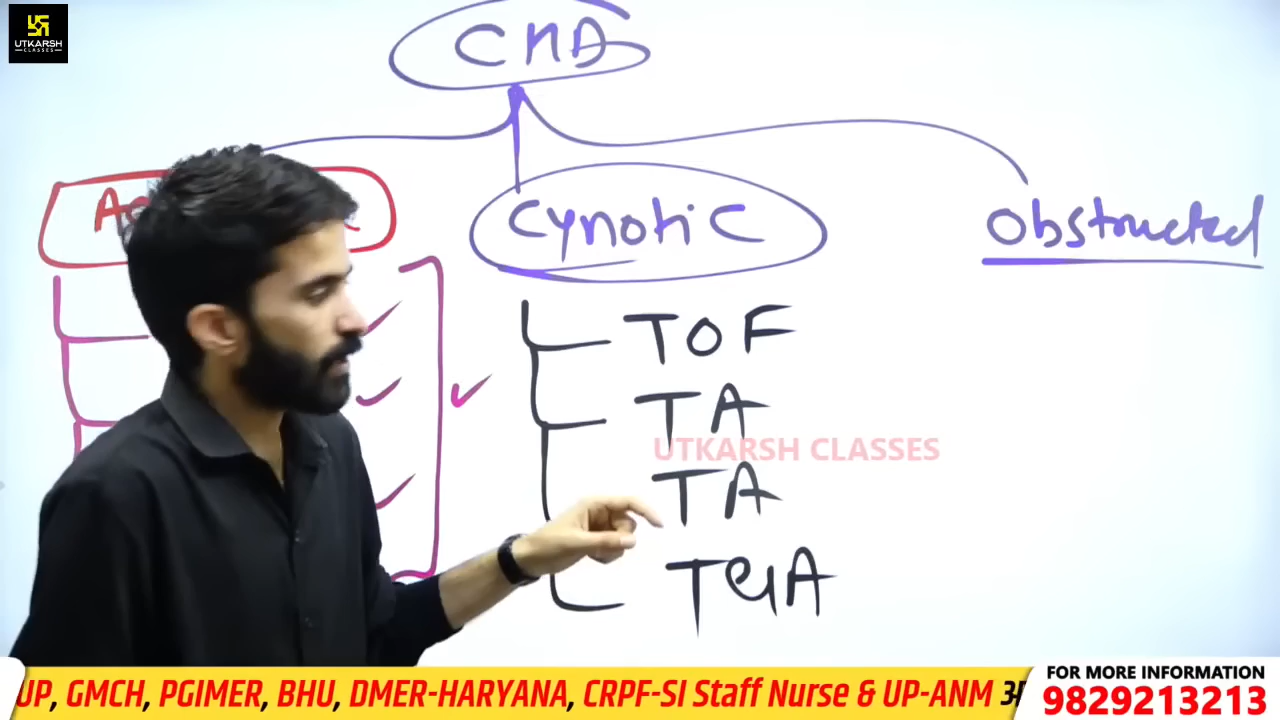 UTKARSH
CLASSES
CHD
Cynotic
Obstructed
TOF
TA
UTKARSH CLASSES
TA
TGA
UP, GMCH, PGIMER, BHU, DMER-HARYANA, CRPF-SI Staff Nurse & UP-ANM
FOR MORE INFORMATION
9829213213